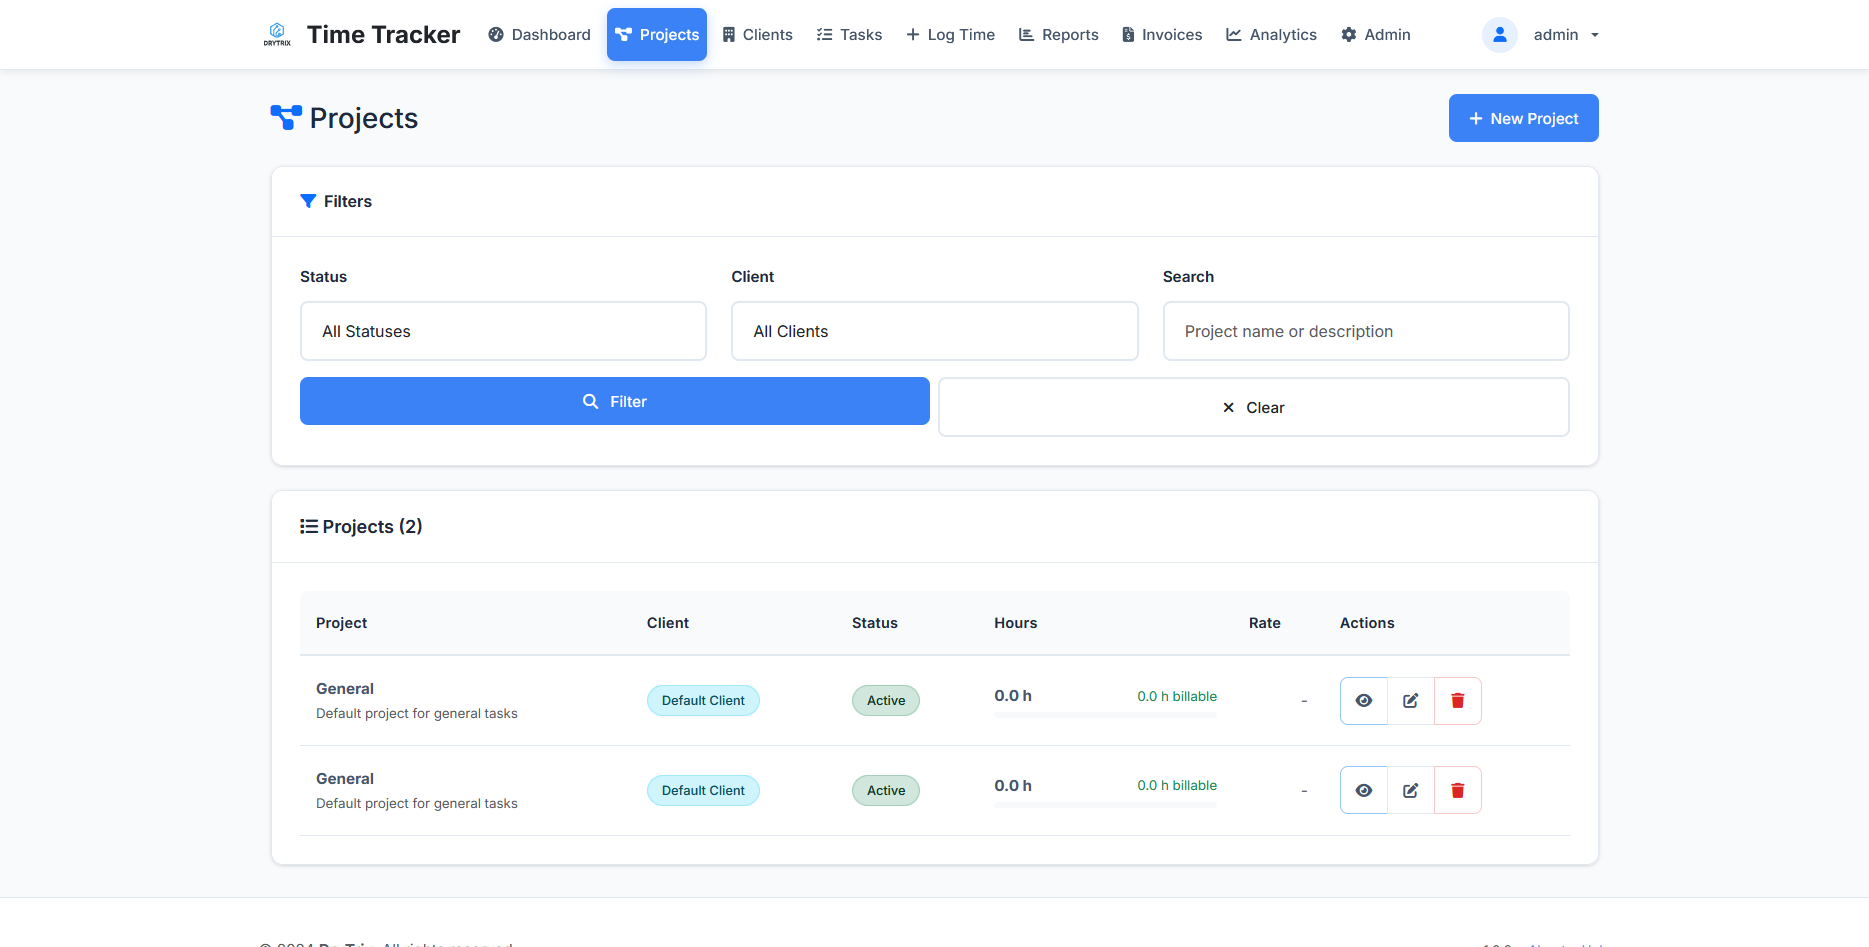 DRYTRIX
Time Tracker
Dashboard
Projects
Clients
Tasks
Log Time
Reports
Invoices
Analytics
Admin
admin
Projects
New Project
Filters
Status
Client
Search
All Statuses
All Clients
Project name or description
Filter
Clear
Projects (2)
Project Client Status Hours Rate Actions
General
Default project for general tasks
Default Client
Active
0.0 h
0.0 h billable
-
General
Default project for general tasks
Default Client
Active
0.0 h
0.0 h billable
-